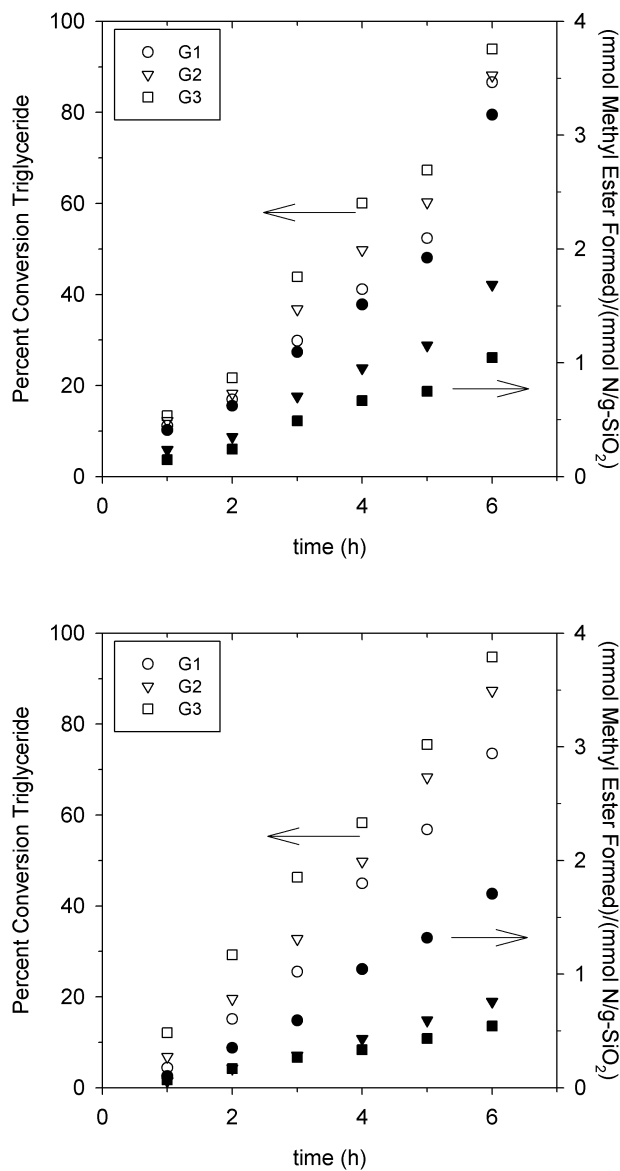 100
80
60
40
20
0
Percent Conversion Triglyceride
G1
G2
G3
4
3
2
1
0
(mmol Methyl Ester Formed)/(mmol N/g-SiO₂)
0 2 4 6
time (h)
100
80
60
40
20
0
Percent Conversion Triglyceride
G1
G2
G3
4
3
2
1
0
(mmol Methyl Ester Formed)/(mmol N/g-SiO₂)
0 2 4 6
time (h)